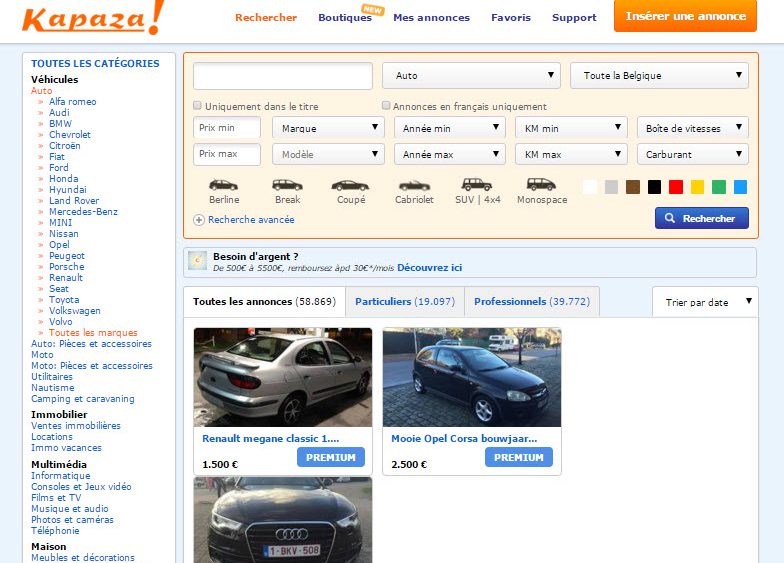 Kapaza!
Rechercher
Boutiques NEW
Mes annonces
Favoris
Support
Insérer une annonce
TOUTES LES CATÉGORIES
Véhicules
Auto
» Alfa romeo
» Audi
» BMW
» Chevrolet
» Citroën
» Fiat
» Ford
» Honda
» Hyundai
» Land Rover
» Mercedes-Benz
» MINI
» Nissan
» Opel
» Peugeot
» Porsche
» Renault
» Seat
» Toyota
» Volkswagen
» Volvo
» Toutes les marques
Auto: Pièces et accessoires
Moto
Moto: Pièces et accessoires
Utilitaires
Nautisme
Camping et caravaning
Immobilier
Ventes immobilières
Locations
Immo vacances
Multimédia
Informatique
Consoles et Jeux vidéo
Films et TV
Musique et audio
Photos et caméras
Téléphonie
Maison
Meubles et décorations
Auto
Toute la Belgique
Uniquement dans le titre
Annonces en français uniquement
Prix min
Marque
Année min
KM min
Boîte de vitesses
Prix max
Modèle
Année max
KM max
Carburant
Berline
Break
Coupé
Cabriolet
SUV | 4x4
Monospace
Recherche avancée
Rechercher
Besoin d'argent ?
De 500€ à 5500€, remboursez àpd 30€*/mois Découvrez ici
Toutes les annonces (58.869)
Particuliers (19.097)
Professionnels (39.772)
Trier par date
Renault megane classic 1....
1.500 €
PREMIUM
Mooie Opel Corsa bouwjaar...
2.500 €
PREMIUM
1-BKV-508